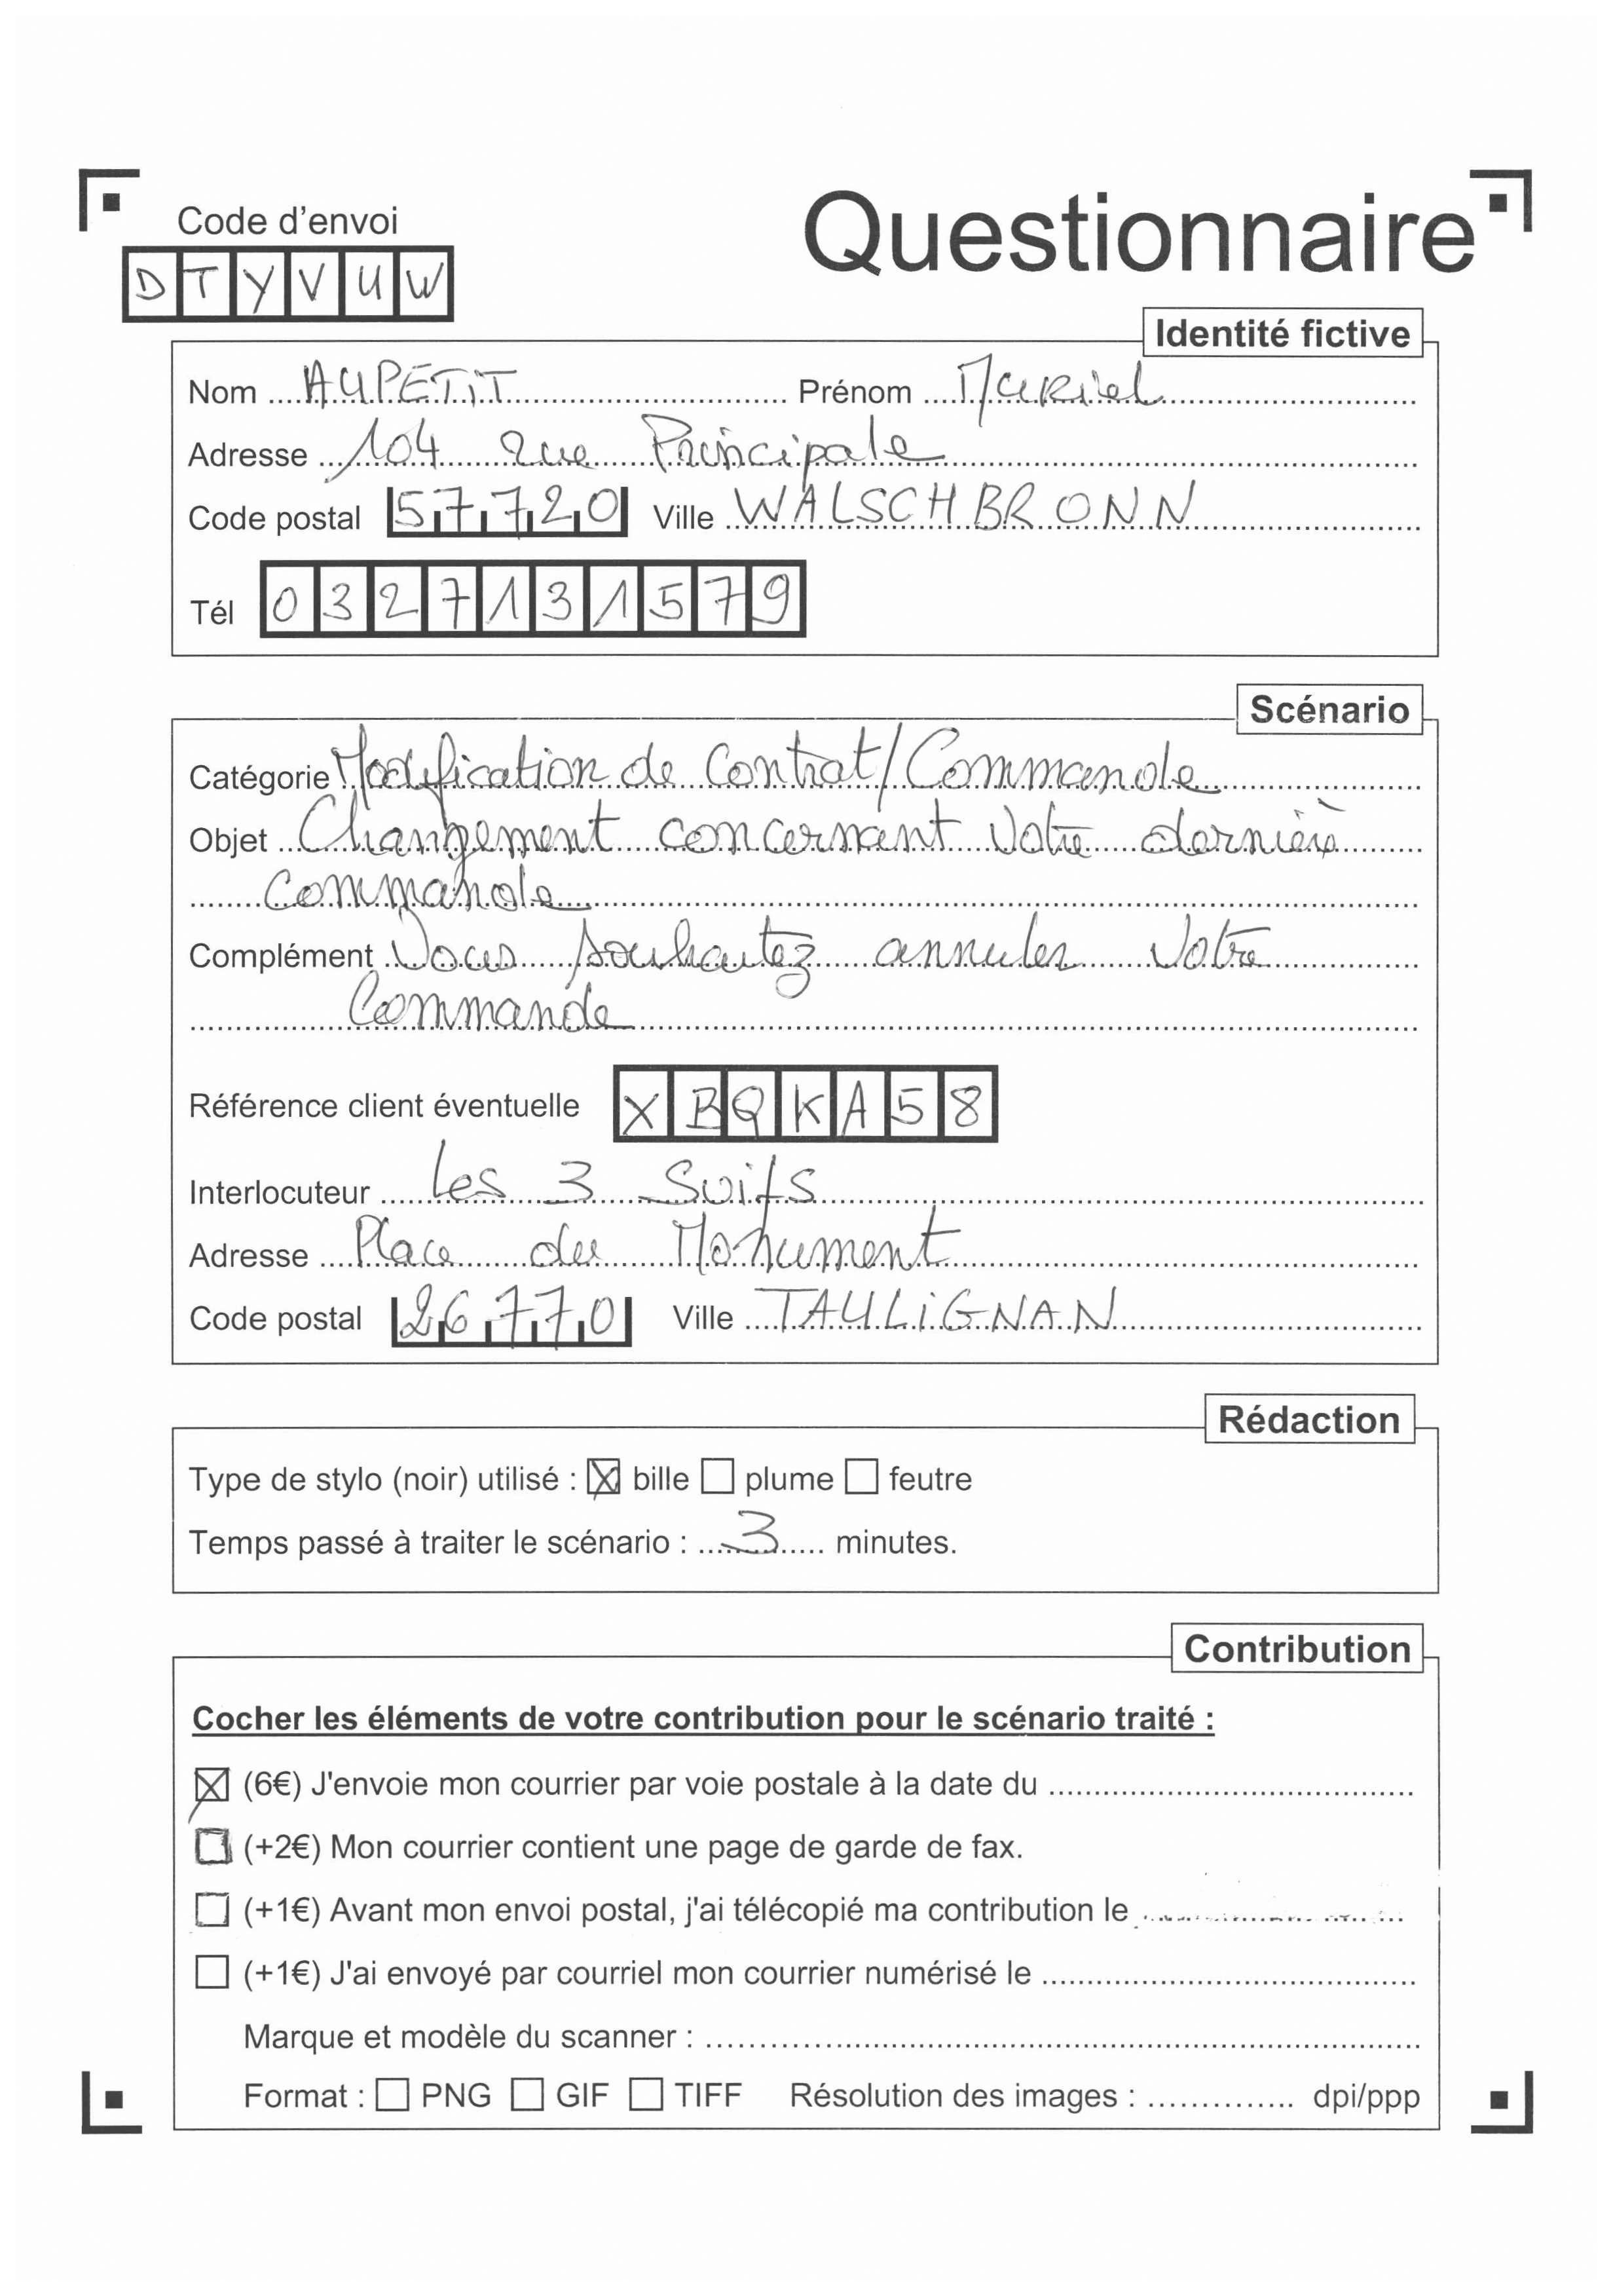 Code d'envoi
Questionnaire
DTYVUW
Identité fictive
Nom AUPETIT Prénom Muriel
Adresse 104 rue Principale
Code postal 57720 Ville WALSCHBRONN
Tél 0327131579
Scénario
Catégorie Modification de Contrat/Commande
Objet Changement concernant Votre dernière
Commande
Complément Vous souhaitez annuler Votre
Commande
Référence client éventuelle XBQKA58
Interlocuteur Les 3 Suifs
Adresse Place du Monument
Code postal 26770 Ville TAULIGNAN
Rédaction
Type de stylo (noir) utilisé : ☒ bille ☐ plume ☐ feutre
Temps passé à traiter le scénario : 3 minutes.
Contribution
Cocher les éléments de votre contribution pour le scénario traité :
☒ (6€) J'envoie mon courrier par voie postale à la date du
☐ (+2€) Mon courrier contient une page de garde de fax.
☐ (+1€) Avant mon envoi postal, j'ai télécopié ma contribution le
☐ (+1€) J'ai envoyé par courriel mon courrier numérisé le
Marque et modèle du scanner :
Format : ☐ PNG ☐ GIF ☐ TIFF Résolution des images : dpi/ppp